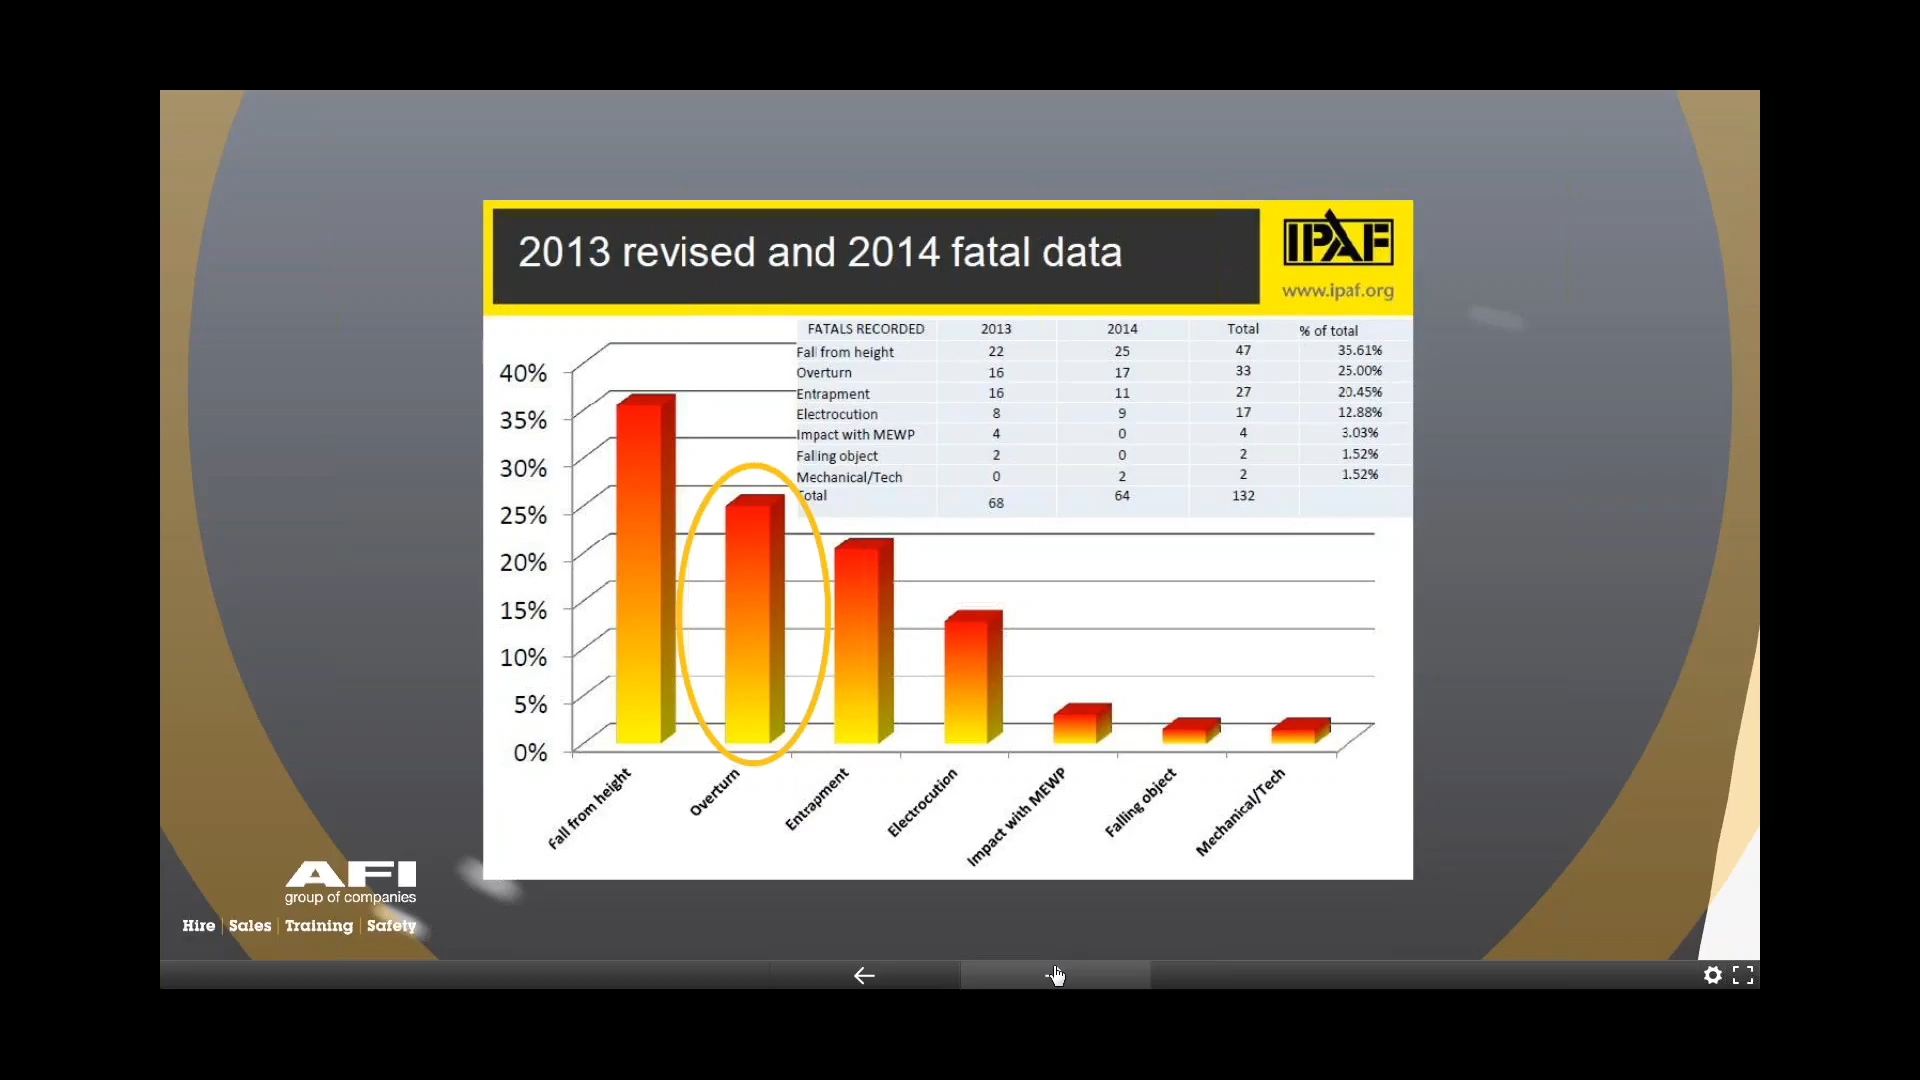 2013 revised and 2014 fatal data
IPAF
www.ipaf.org
FATALS RECORDED 2013 2014 Total % of total
Fall from height 22 25 47 35.61%
Overturn 16 17 33 25.00%
Entrapment 16 11 27 20.45%
Electrocution 8 9 17 12.88%
Impact with MEWP 4 0 4 3.03%
Falling object 2 0 2 1.52%
Mechanical/Tech 0 2 2 1.52%
Total 68 64 132
40%
35%
30%
25%
20%
15%
10%
5%
0%
Fall from height
Overturn
Entrapment
Electrocution
Impact with MEWP
Falling object
Mechanical/Tech
AFI
group of companies
Hire | Sales | Training | Safety